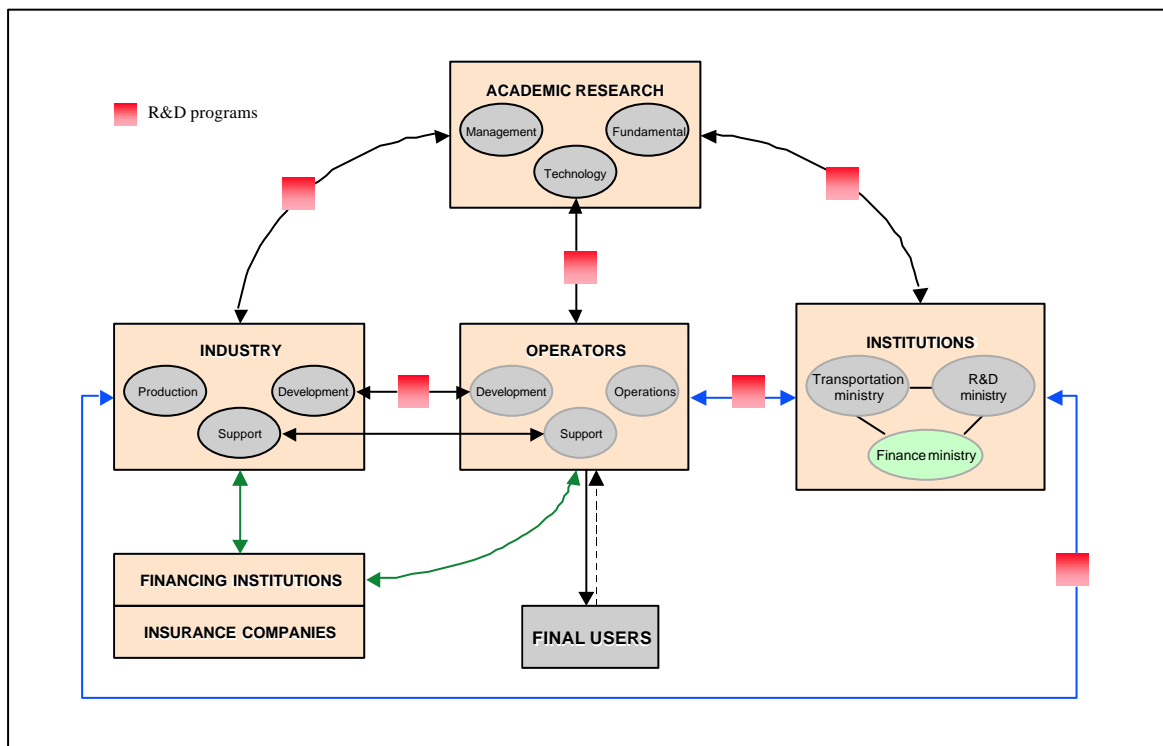 ACADEMIC RESEARCH
R&D programs
Management
Fundamental
Technology
INDUSTRY
Production
Development
Support
OPERATORS
Development
Operations
Support
INSTITUTIONS
Transportation
ministry
R&D
ministry
Finance ministry
FINANCING INSTITUTIONS
INSURANCE COMPANIES
FINAL USERS